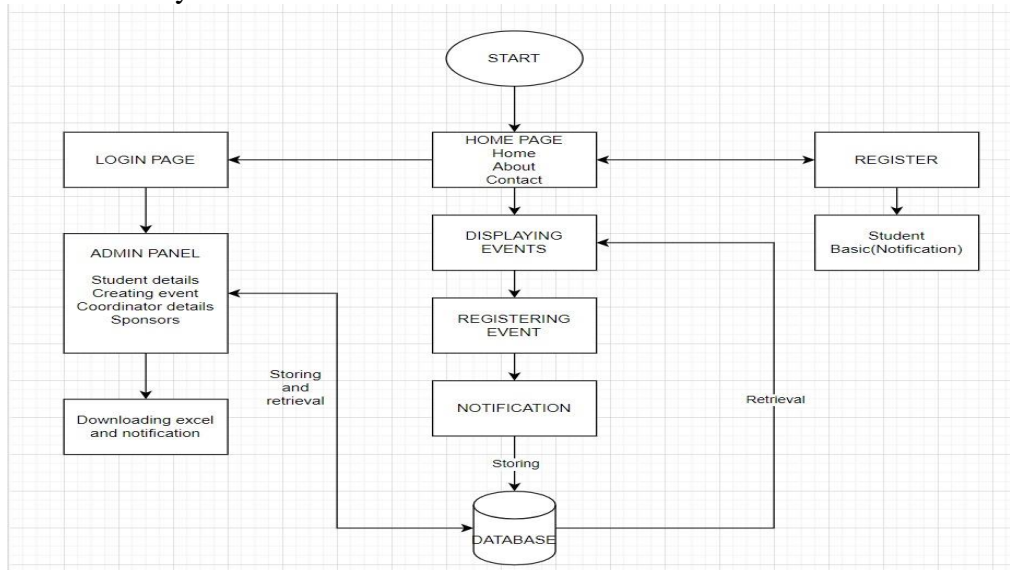 START
HOME PAGE
Home
About
Contact
LOGIN PAGE
REGISTER
DISPLAYING
EVENTS
Student
Basic(Notification)
ADMIN PANEL
Student details
Creating event
Coordinator details
Sponsors
REGISTERING
EVENT
Storing
and
retrieval
NOTIFICATION
Retrieval
Downloading excel
and notification
Storing
DATABASE